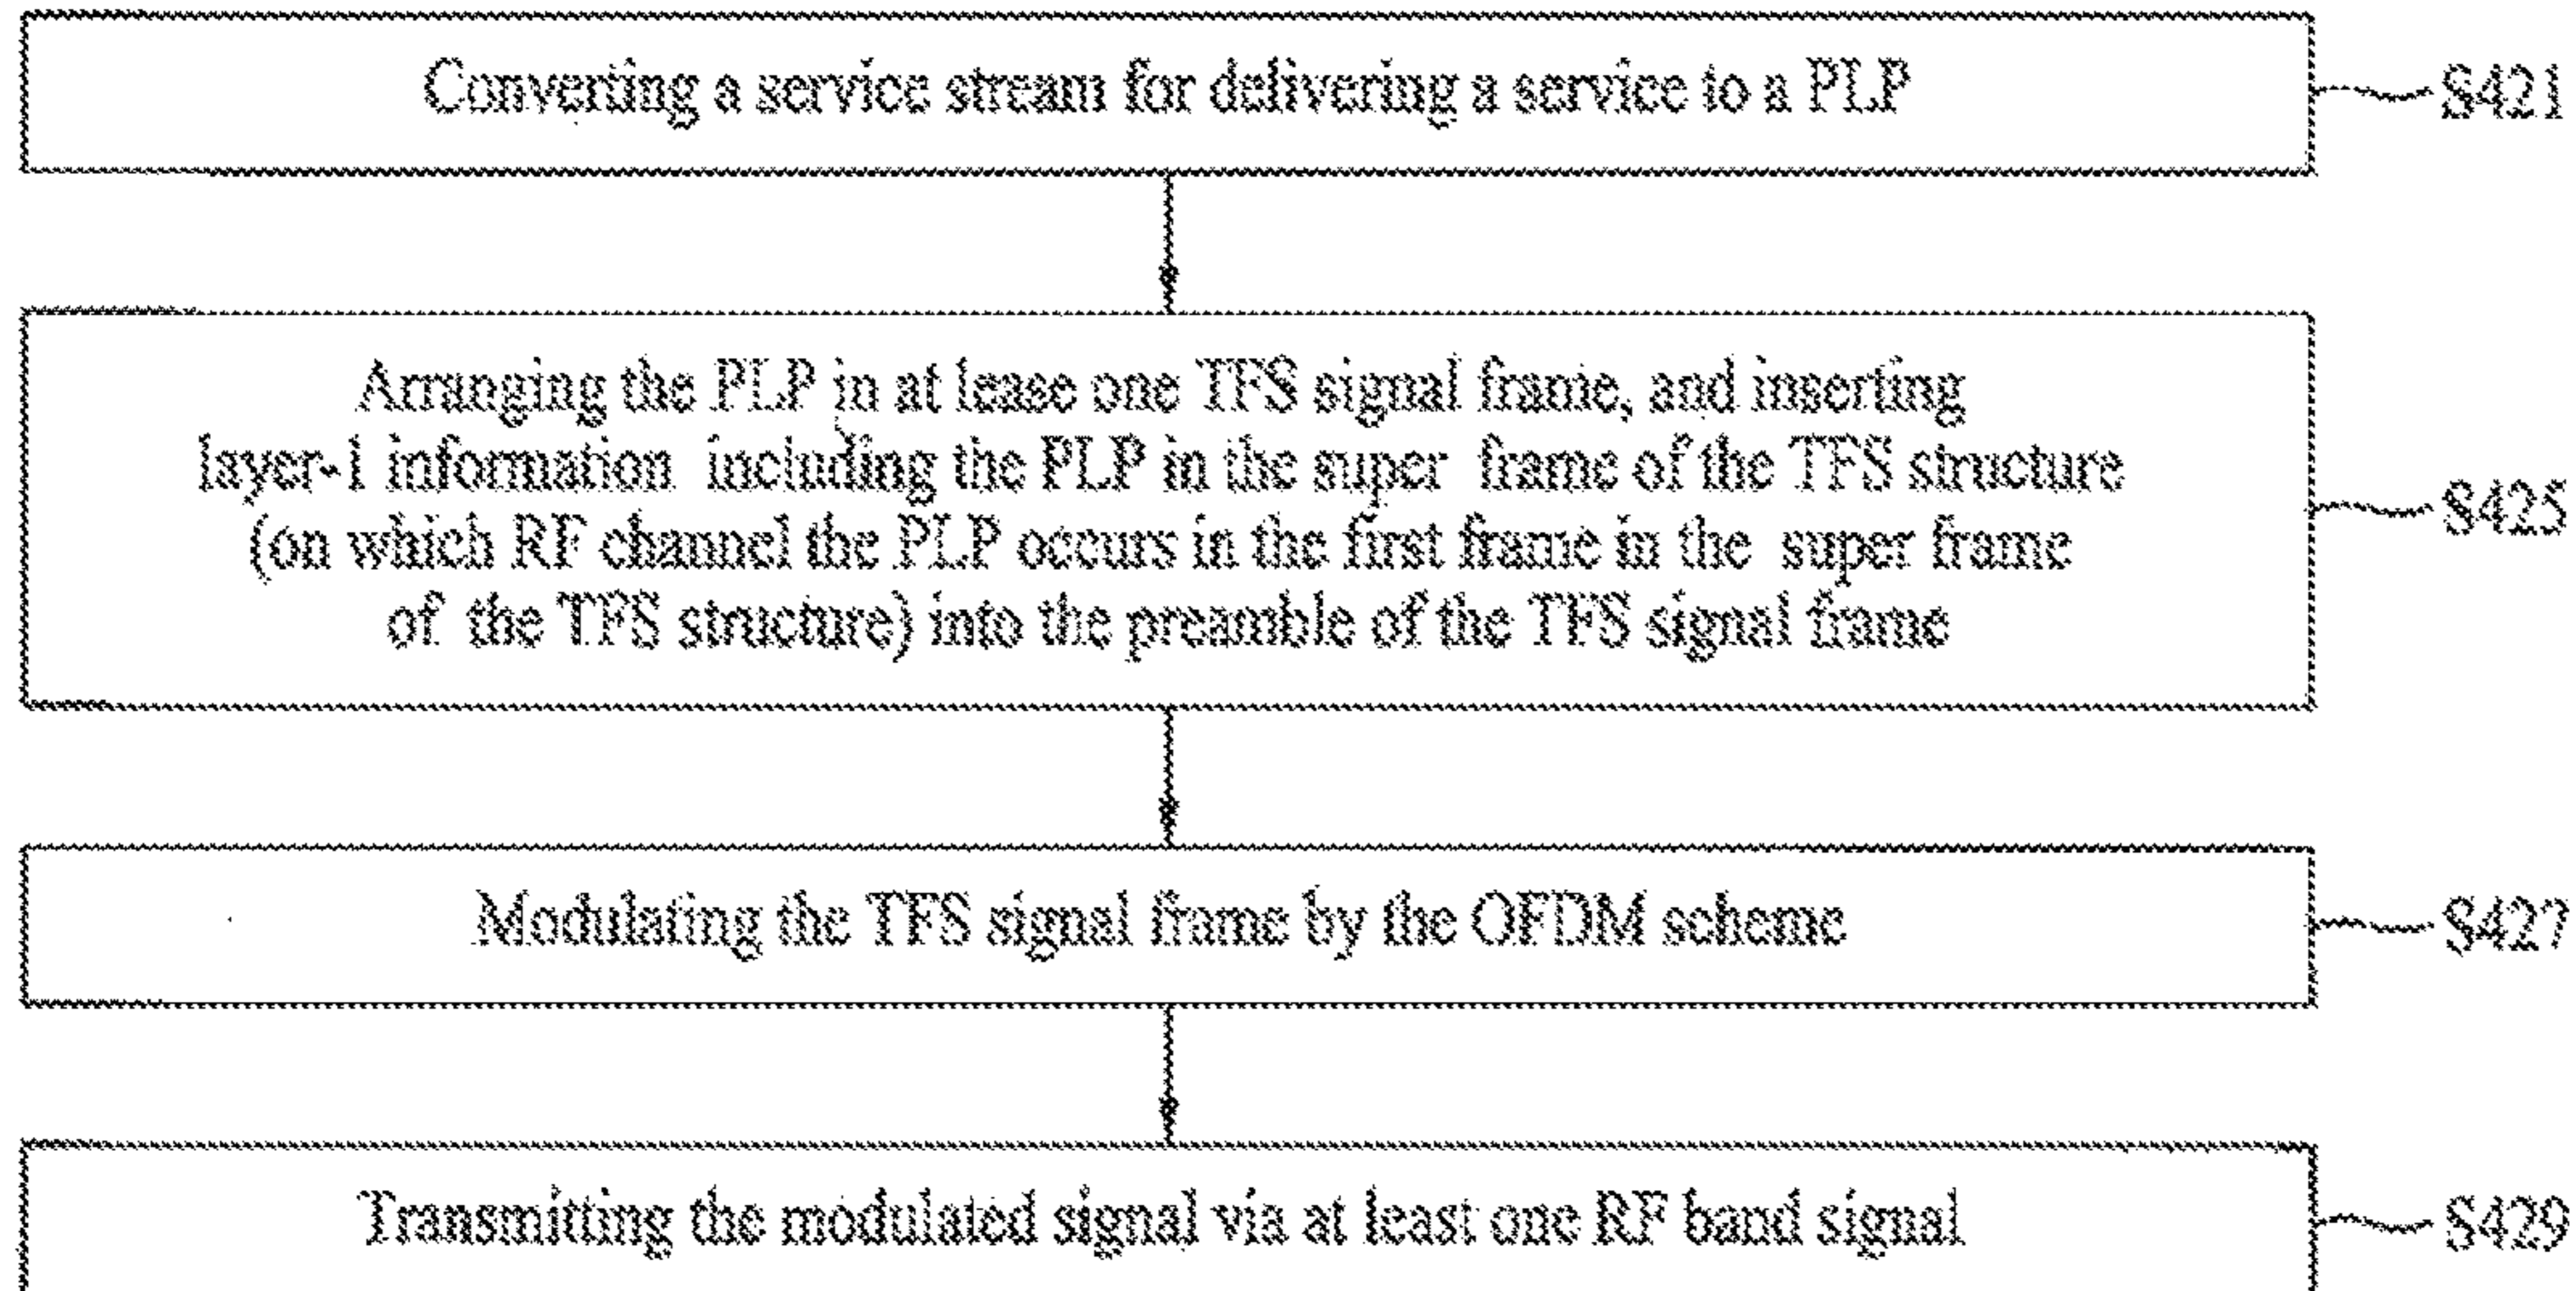 Converting a service stream for delivering a service to a PLP
S421
Arranging the PLP in at lease one TFS signal frame, and inserting
layer-1 information including the PLP in the super frame of the TFS structure
(on which RF channel the PLP occurs in the first frame in the super frame
of the TFS structure) into the preamble of the TFS signal frame
S425
Modulating the TFS signal frame by the OFDM scheme
S427
Transmitting the modulated signal via at least one RF band signal
S429